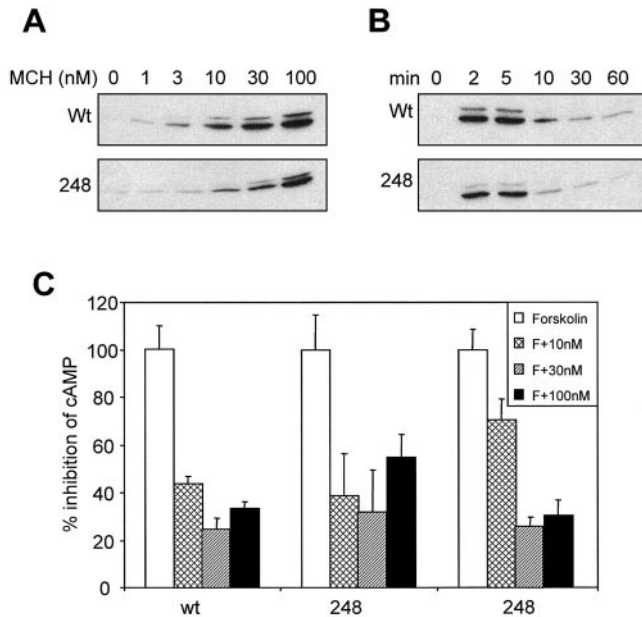 A
MCH (nM) 0 1 3 10 30 100
Wt
248
B
min 0 2 5 10 30 60
Wt
248
C
% inhibition of cAMP
120
100
80
60
40
20
0
Forskolin
F+10nM
F+30nM
F+100nM
wt 248 248